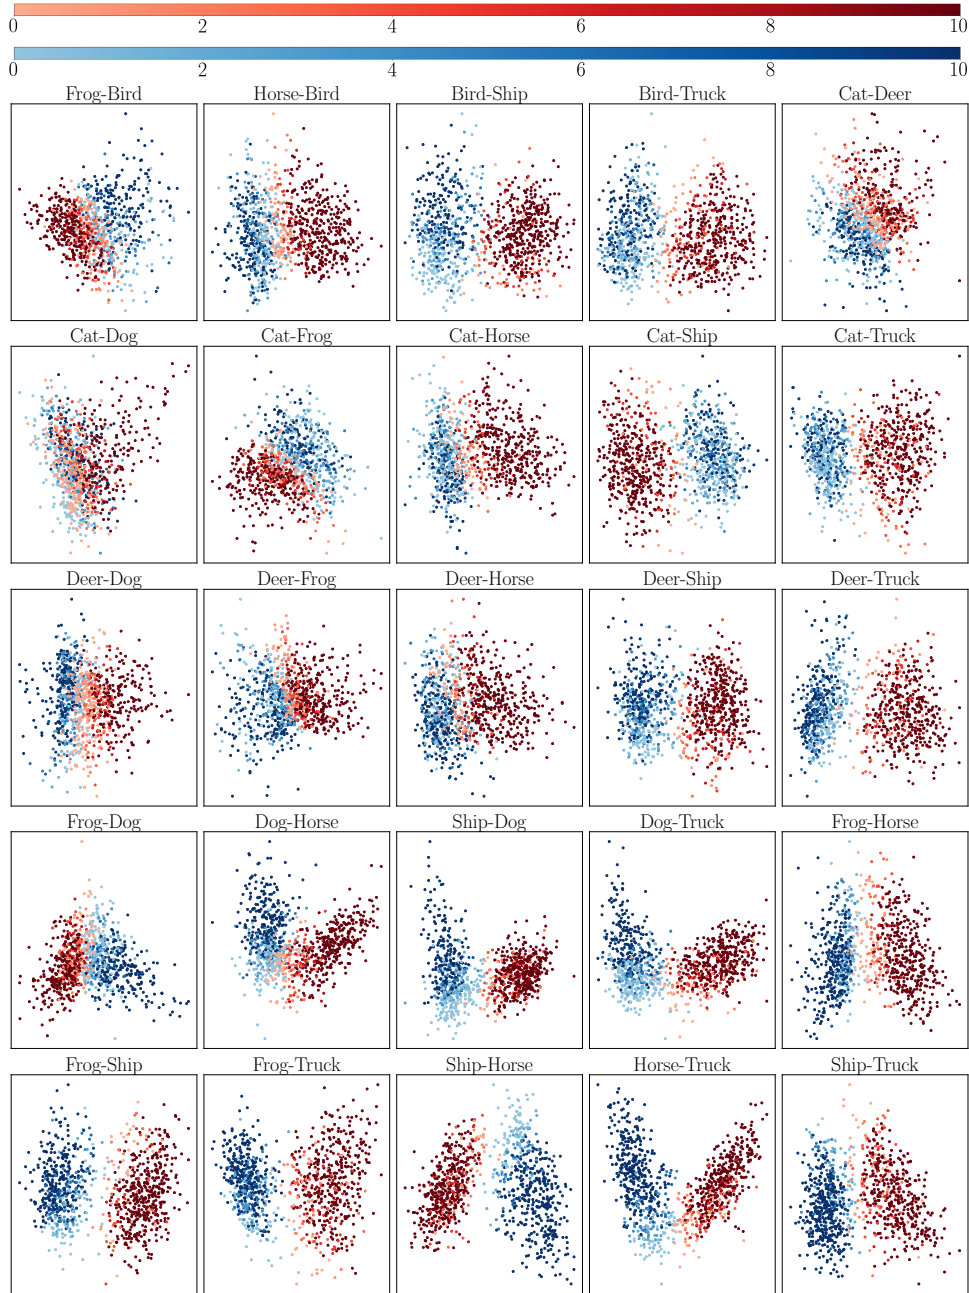 0 2 4 6 8 10
0 2 4 6 8 10
Frog-Bird Horse-Bird Bird-Ship Bird-Truck Cat-Deer
Cat-Dog Cat-Frog Cat-Horse Cat-Ship Cat-Truck
Deer-Dog Deer-Frog Deer-Horse Deer-Ship Deer-Truck
Frog-Dog Dog-Horse Ship-Dog Dog-Truck Frog-Horse
Frog-Ship Frog-Truck Ship-Horse Horse-Truck Ship-Truck